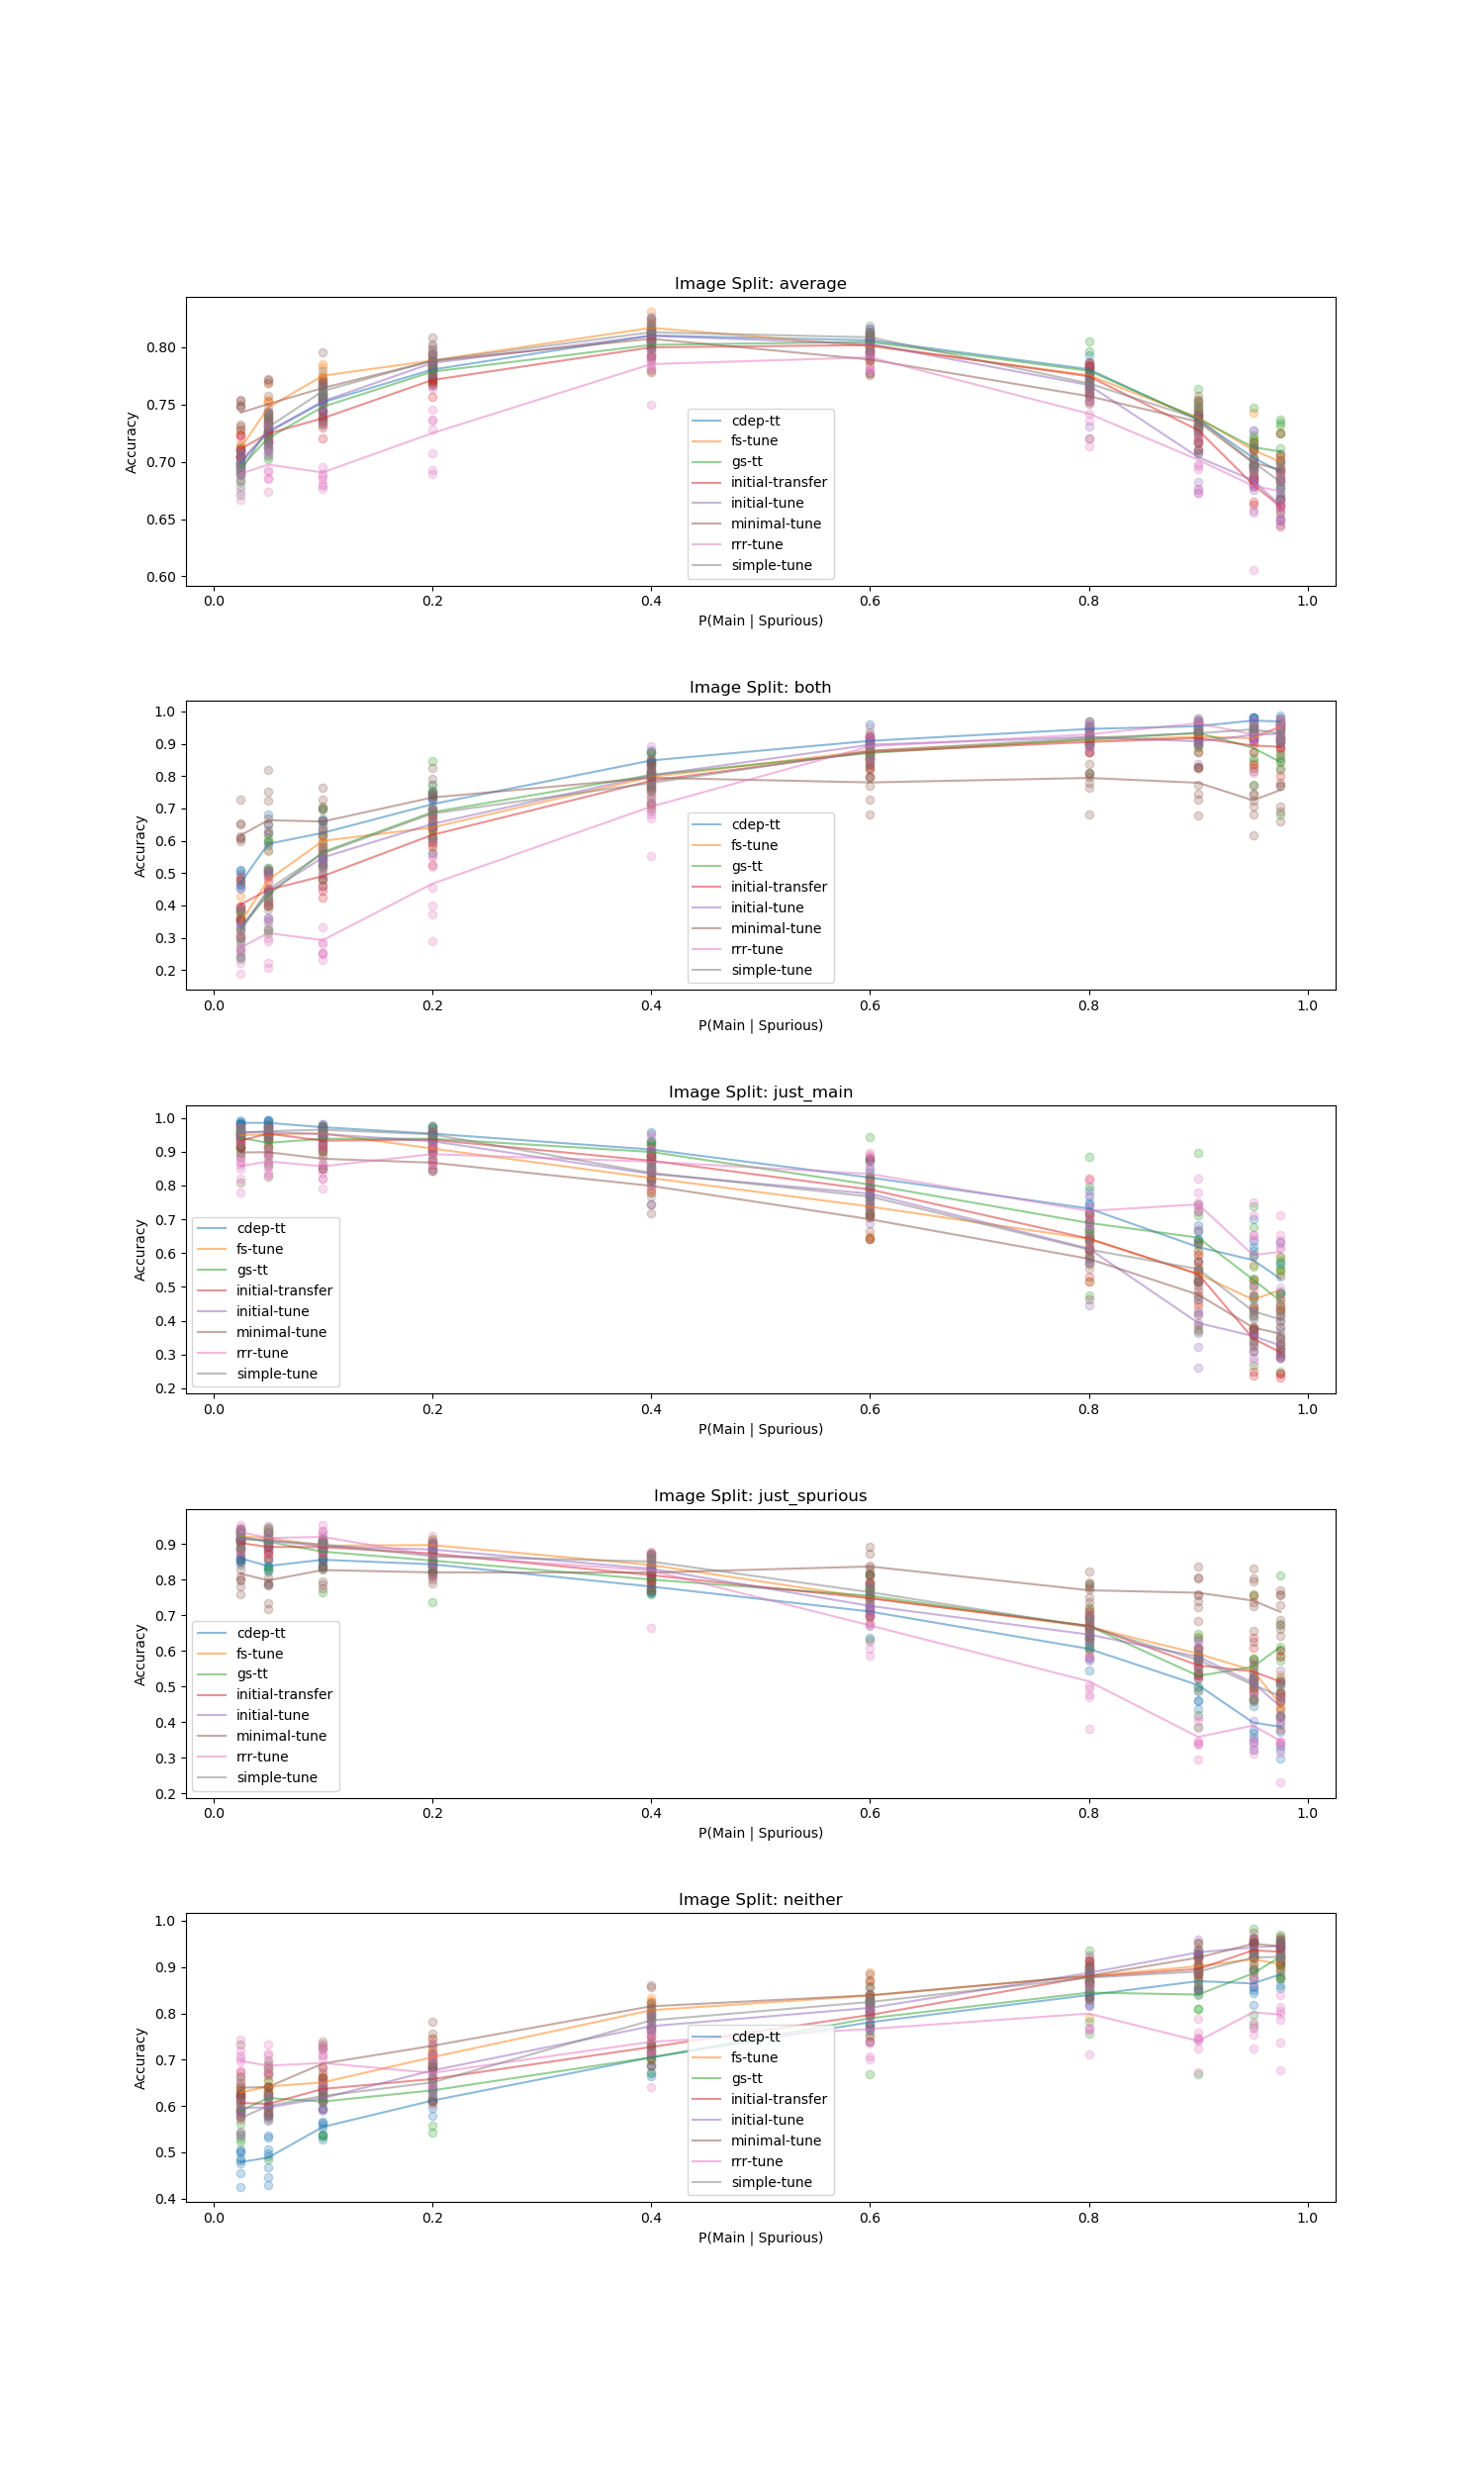 Image Split: average
Accuracy
0.80
0.75
0.70
0.65
0.60
cdep-tt
fs-tune
gs-tt
initial-transfer
initial-tune
minimal-tune
rrr-tune
simple-tune
0.0 0.2 0.4 0.6 0.8 1.0
P(Main | Spurious)
Image Split: both
Accuracy
1.0
0.9
0.8
0.7
0.6
0.5
0.4
0.3
0.2
cdep-tt
fs-tune
gs-tt
initial-transfer
initial-tune
minimal-tune
rrr-tune
simple-tune
0.0 0.2 0.4 0.6 0.8 1.0
P(Main | Spurious)
Image Split: just_main
Accuracy
1.0
0.9
0.8
0.7
0.6
0.5
0.4
0.3
0.2
cdep-tt
fs-tune
gs-tt
initial-transfer
initial-tune
minimal-tune
rrr-tune
simple-tune
0.0 0.2 0.4 0.6 0.8 1.0
P(Main | Spurious)
Image Split: just_spurious
Accuracy
0.9
0.8
0.7
0.6
0.5
0.4
0.3
0.2
cdep-tt
fs-tune
gs-tt
initial-transfer
initial-tune
minimal-tune
rrr-tune
simple-tune
0.0 0.2 0.4 0.6 0.8 1.0
P(Main | Spurious)
Image Split: neither
Accuracy
1.0
0.9
0.8
0.7
0.6
0.5
0.4
cdep-tt
fs-tune
gs-tt
initial-transfer
initial-tune
minimal-tune
rrr-tune
simple-tune
0.0 0.2 0.4 0.6 0.8 1.0
P(Main | Spurious)